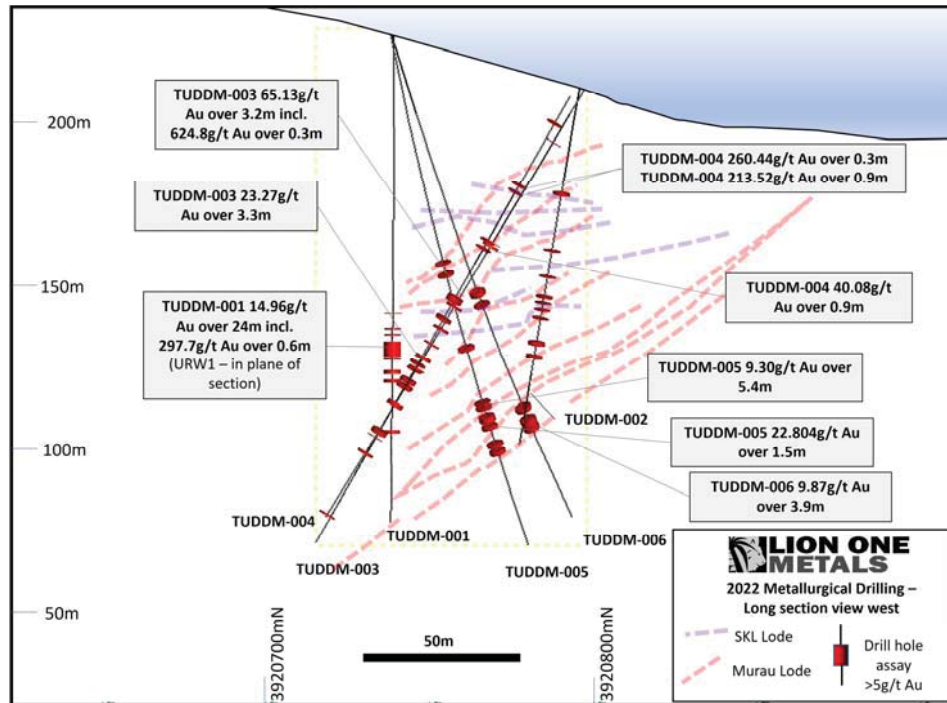 TUDDM-003 65.13g/t
Au over 3.2m incl.
624.8g/t Au over 0.3m
200m
TUDDM-004 260.44g/t Au over 0.3m
TUDDM-004 213.52g/t Au over 0.9m
TUDDM-003 23.27g/t
Au over 3.3m
150m
TUDDM-004 40.08g/t
Au over 0.9m
TUDDM-001 14.96g/t
Au over 24m incl.
297.7g/t Au over 0.6m
(URW1 – in plane of
section)
TUDDM-005 9.30g/t Au over
5.4m
TUDDM-002
100m
TUDDM-005 22.804g/t Au
over 1.5m
TUDDM-006 9.87g/t Au
over 3.9m
TUDDM-004
TUDDM-001
TUDDM-006
TUDDM-003
TUDDM-005
50m
50m
3920700mN
3920800mN
LION ONE
METALS
2022 Metallurgical Drilling –
Long section view west
SKL Lode
Murau Lode
Drill hole
assay
>5g/t Au